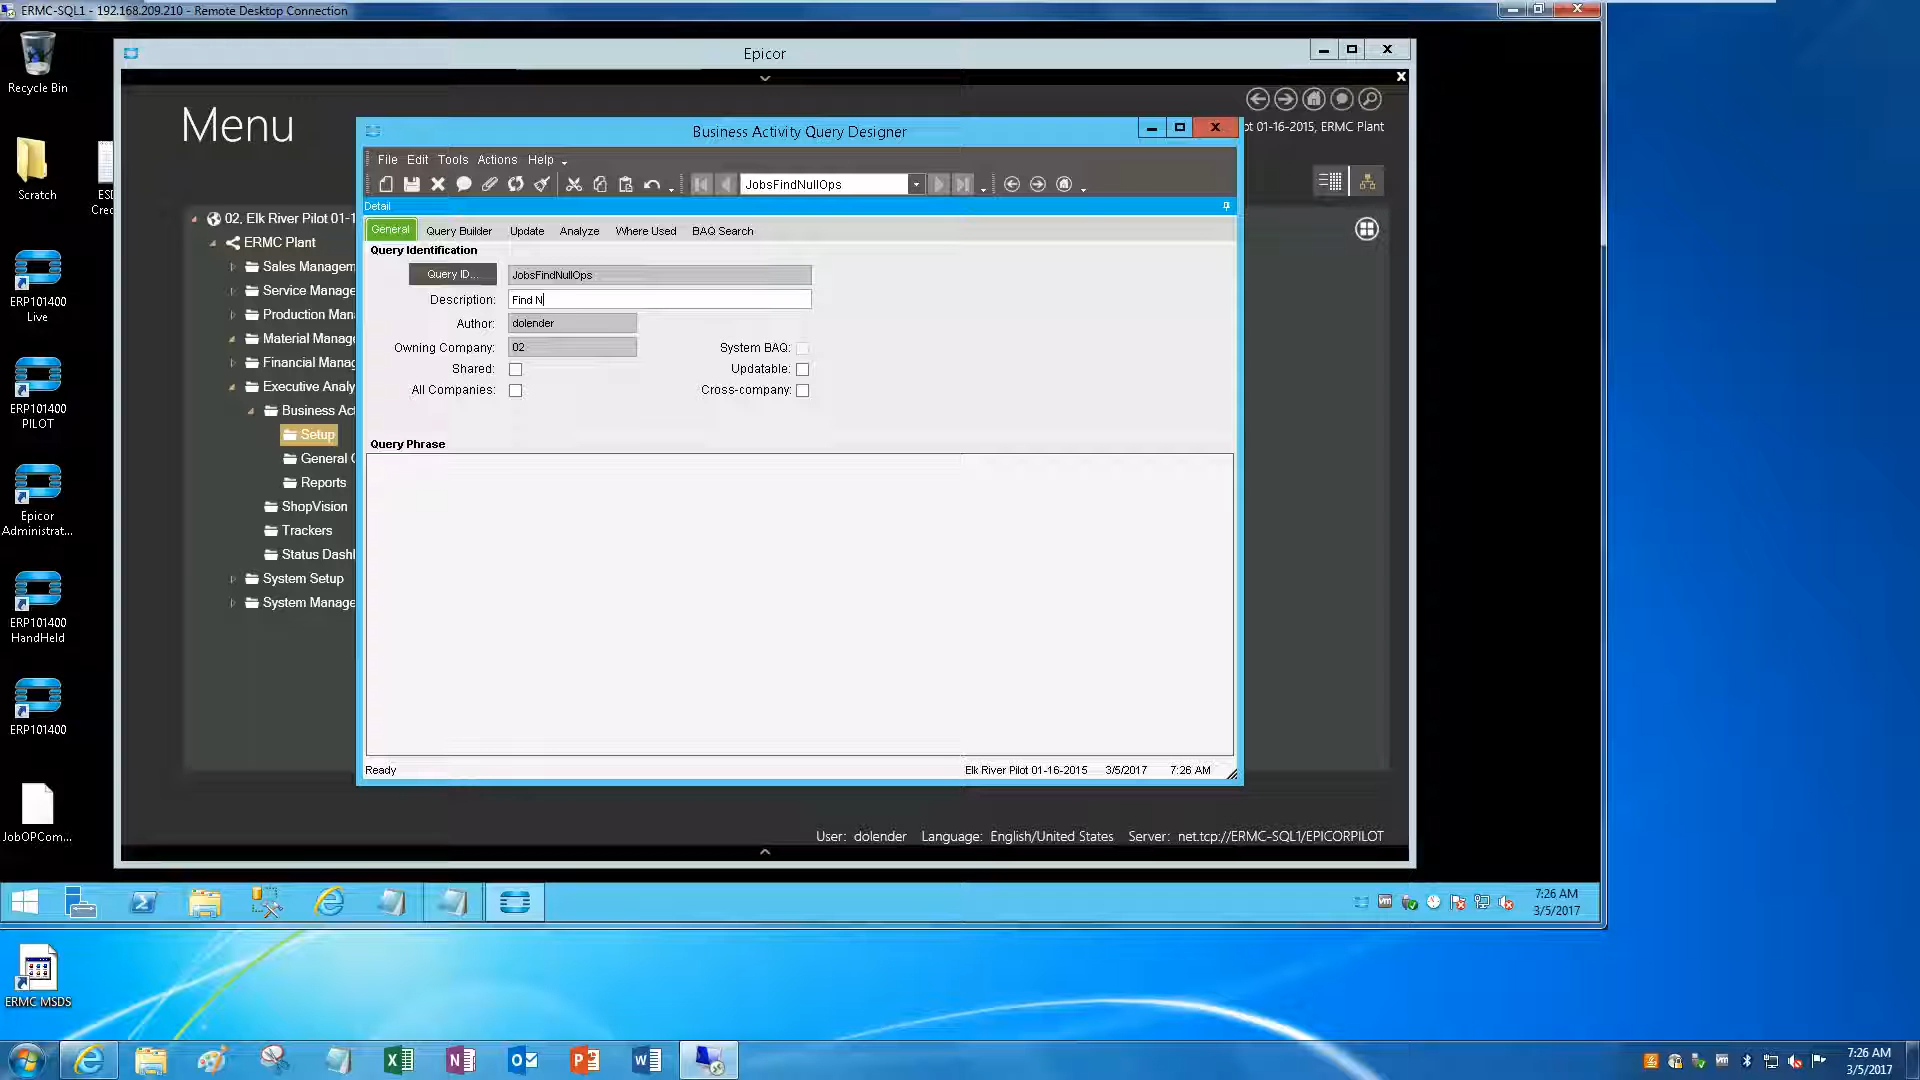 ERMC-SQL1 - 192.168.209.210 - Remote Desktop Connection
Recycle Bin
Scratch
ERP101400
Live
ERP101400
PILOT
Epicor
Administrat...
ERP101400
HandHeld
ERP101400
JobOPCom...
ERMC MSDS
Epicor
Menu
ot 01-16-2015, ERMC Plant
02, Elk River Pilot 01-1
ERMC Plant
Sales Managem
Service Manage
Production Man
Material Manage
Financial Manag
Executive Analy
Business Act
Setup
General
Reports
ShopVision
Trackers
Status Dashl
System Setup
System Manage
Business Activity Query Designer
File Edit Tools Actions Help
JobsFindNullOps
Detail
General Query Builder Update Analyze Where Used BAQ Search
Query Identification
Query ID... JobsFindNullOps
Description: Find N
Author: dolender
Owning Company: 02 System BAQ:
Shared: Updatable:
All Companies: Cross-company:
Query Phrase
Ready Elk River Pilot 01-16-2015 3/5/2017 7:26 AM
User: dolender Language: English/United States Server: net.tcp://ERMC-SQL1/EPICORPILOT
7:26 AM
3/5/2017
7:26 AM
3/5/2017